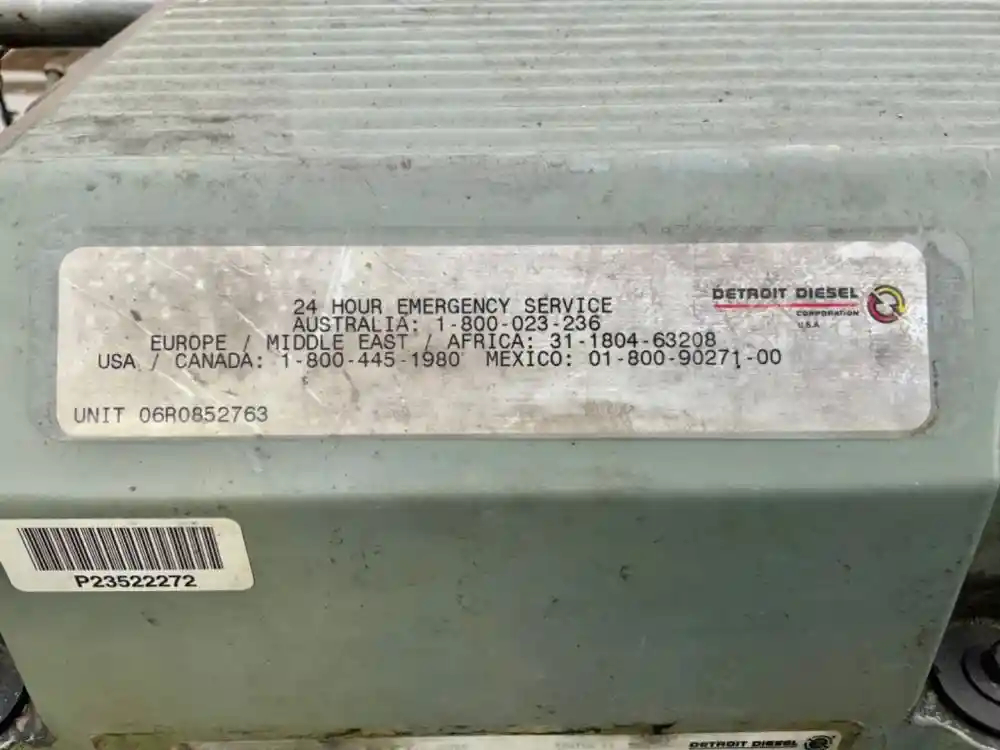 DETROIT DIESEL
CORPORATION
U.S.A
24 HOUR EMERGENCY SERVICE
AUSTRALIA: 1-800-023-236
EUROPE / MIDDLE EAST / AFRICA: 31-1804-63208
USA / CANADA: 1-800-445-1980 MEXICO: 01-800-90271-00
UNIT 06R0852763
P23522272
DETROIT DIESEL